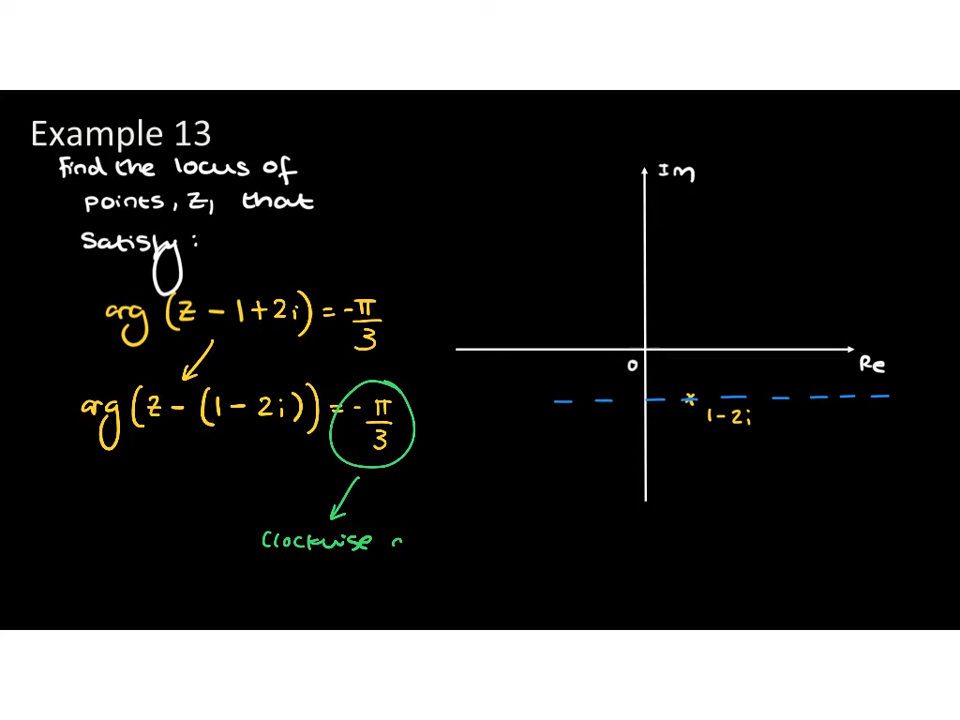 Example 13
Find the locus of
points, z, that
satisfy:
arg (z - 1 + 2i) = -π/3
arg (z - (1 - 2i)) = -π/3
Clockwise
Im
0
Re
1 - 2i